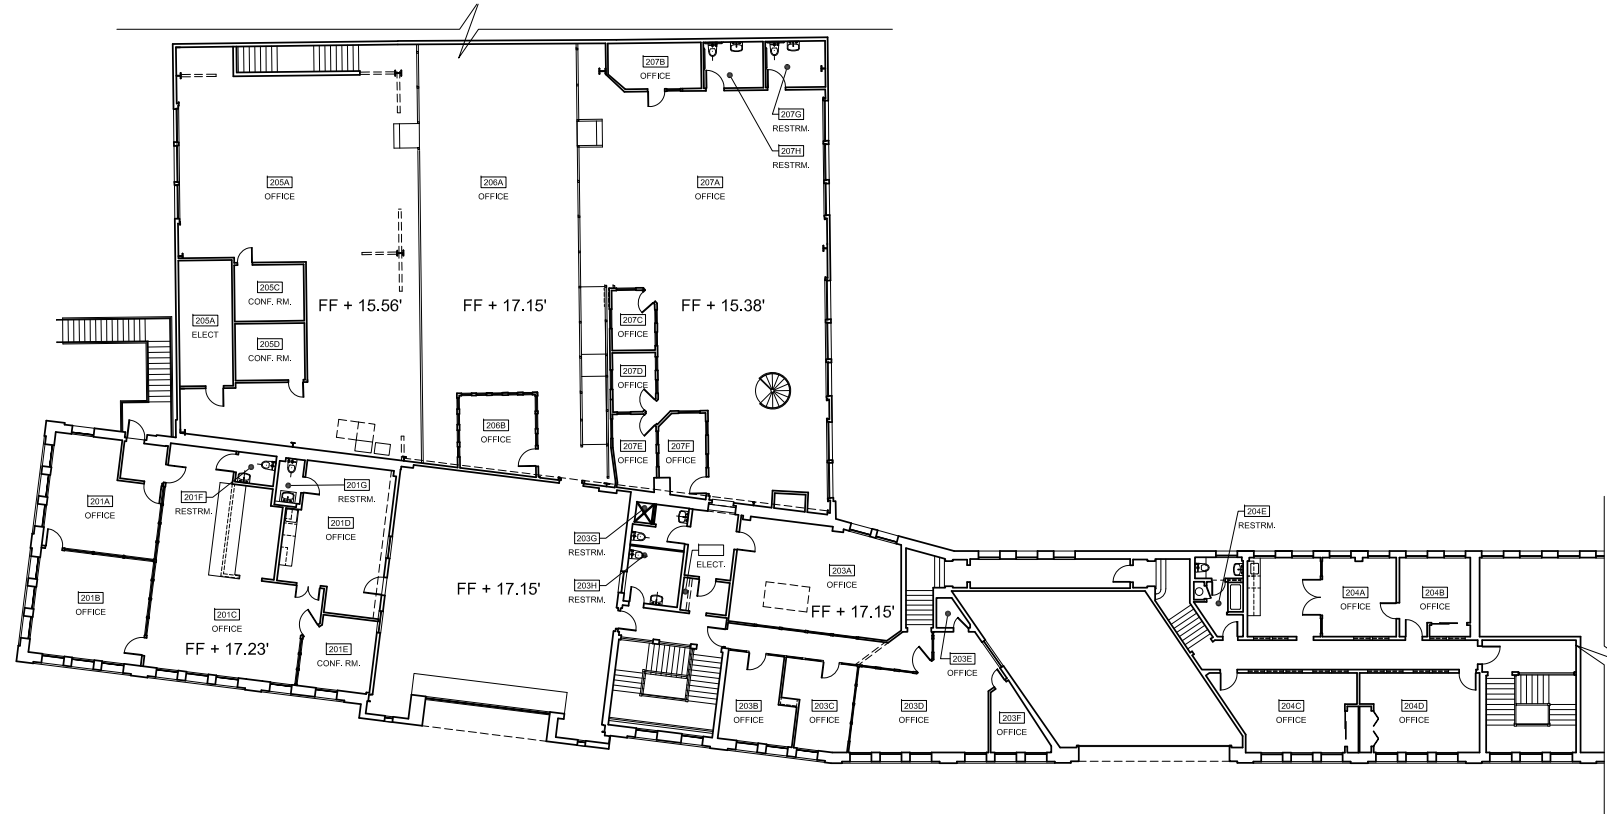 207B
OFFICE
207G
RESTRM.
207H
RESTRM.
205A
OFFICE
206A
OFFICE
207A
OFFICE
205C
CONF. RM.
FF + 15.56'
FF + 17.15'
FF + 15.38'
205A
ELECT
207C
OFFICE
205D
CONF. RM.
207D
OFFICE
206B
OFFICE
207E
OFFICE
207F
OFFICE
201A
OFFICE
201F
RESTRM.
201G
RESTRM.
201D
OFFICE
203G
RESTRM.
204E
RESTRM.
ELECT.
203A
OFFICE
203H
RESTRM.
FF + 17.15'
FF + 17.15'
201B
OFFICE
201C
OFFICE
204A
OFFICE
204B
OFFICE
FF + 17.23'
201E
CONF. RM.
203E
OFFICE
203B
OFFICE
203C
OFFICE
203D
OFFICE
203F
OFFICE
204C
OFFICE
204D
OFFICE